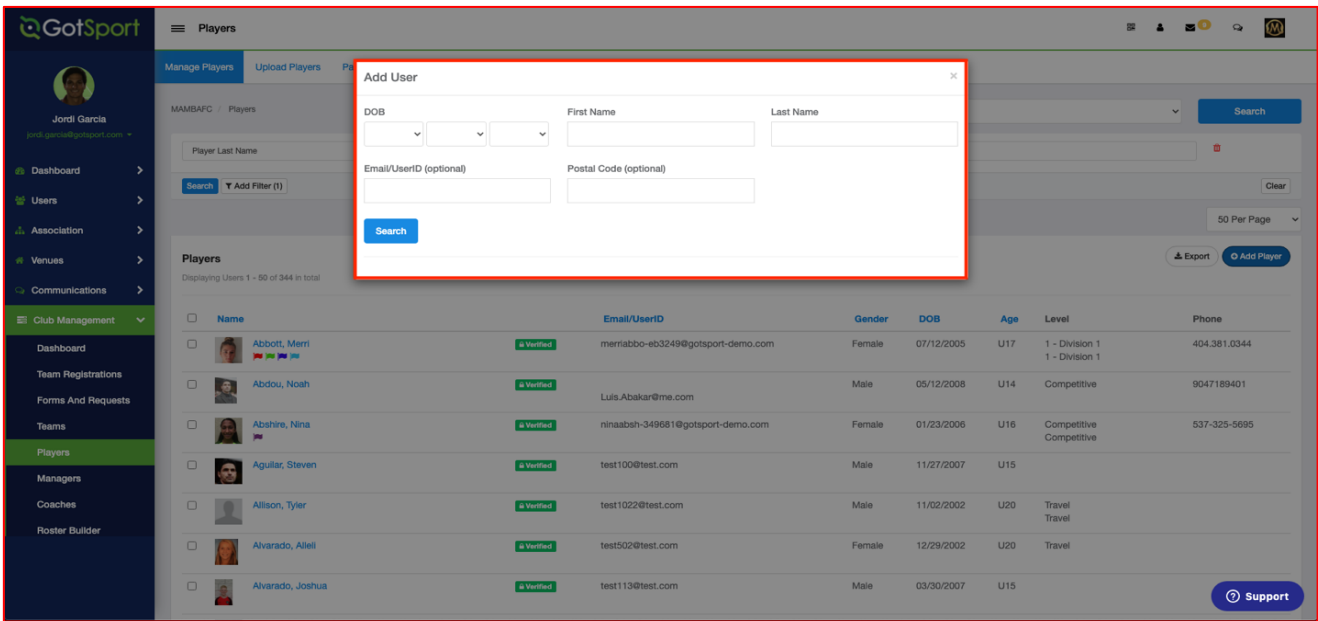 GotSport
Players
Jordi Garcia
jordi.garcia@gotsport.com
Dashboard
Users
Association
Venues
Communications
Club Management
Dashboard
Team Registrations
Forms And Requests
Teams
Players
Managers
Coaches
Roster Builder
Manage Players Upload Players Pa
MAMBAFC / Players
Search
Player Last Name
Search Add Filter (1) Clear
50 Per Page
Add User ×
DOB First Name Last Name
Email/UserID (optional) Postal Code (optional)
Search
Players
Displaying Users 1 - 50 of 344 in total
Export Add Player
Name Email/UserID Gender DOB Age Level Phone
Abbott, Merri Verified merriabbo-eb3249@gotsport-demo.com Female 07/12/2005 U17 1 - Division 1 404.381.0344
1 - Division 1
Abdou, Noah Verified Male 05/12/2008 U14 Competitive 9047189401
Luis.Abakar@me.com
Abshire, Nina Verified ninaabsh-349681@gotsport-demo.com Female 01/23/2006 U16 Competitive 537-325-5695
Competitive
Aguilar, Steven Verified test100@test.com Male 11/27/2007 U15
Allison, Tyler Verified test1022@test.com Male 11/02/2002 U20 Travel
Travel
Alvarado, Alleli Verified test502@test.com Female 12/29/2002 U20 Travel
Alvarado, Joshua Verified test113@test.com Male 03/30/2007 U15
Support